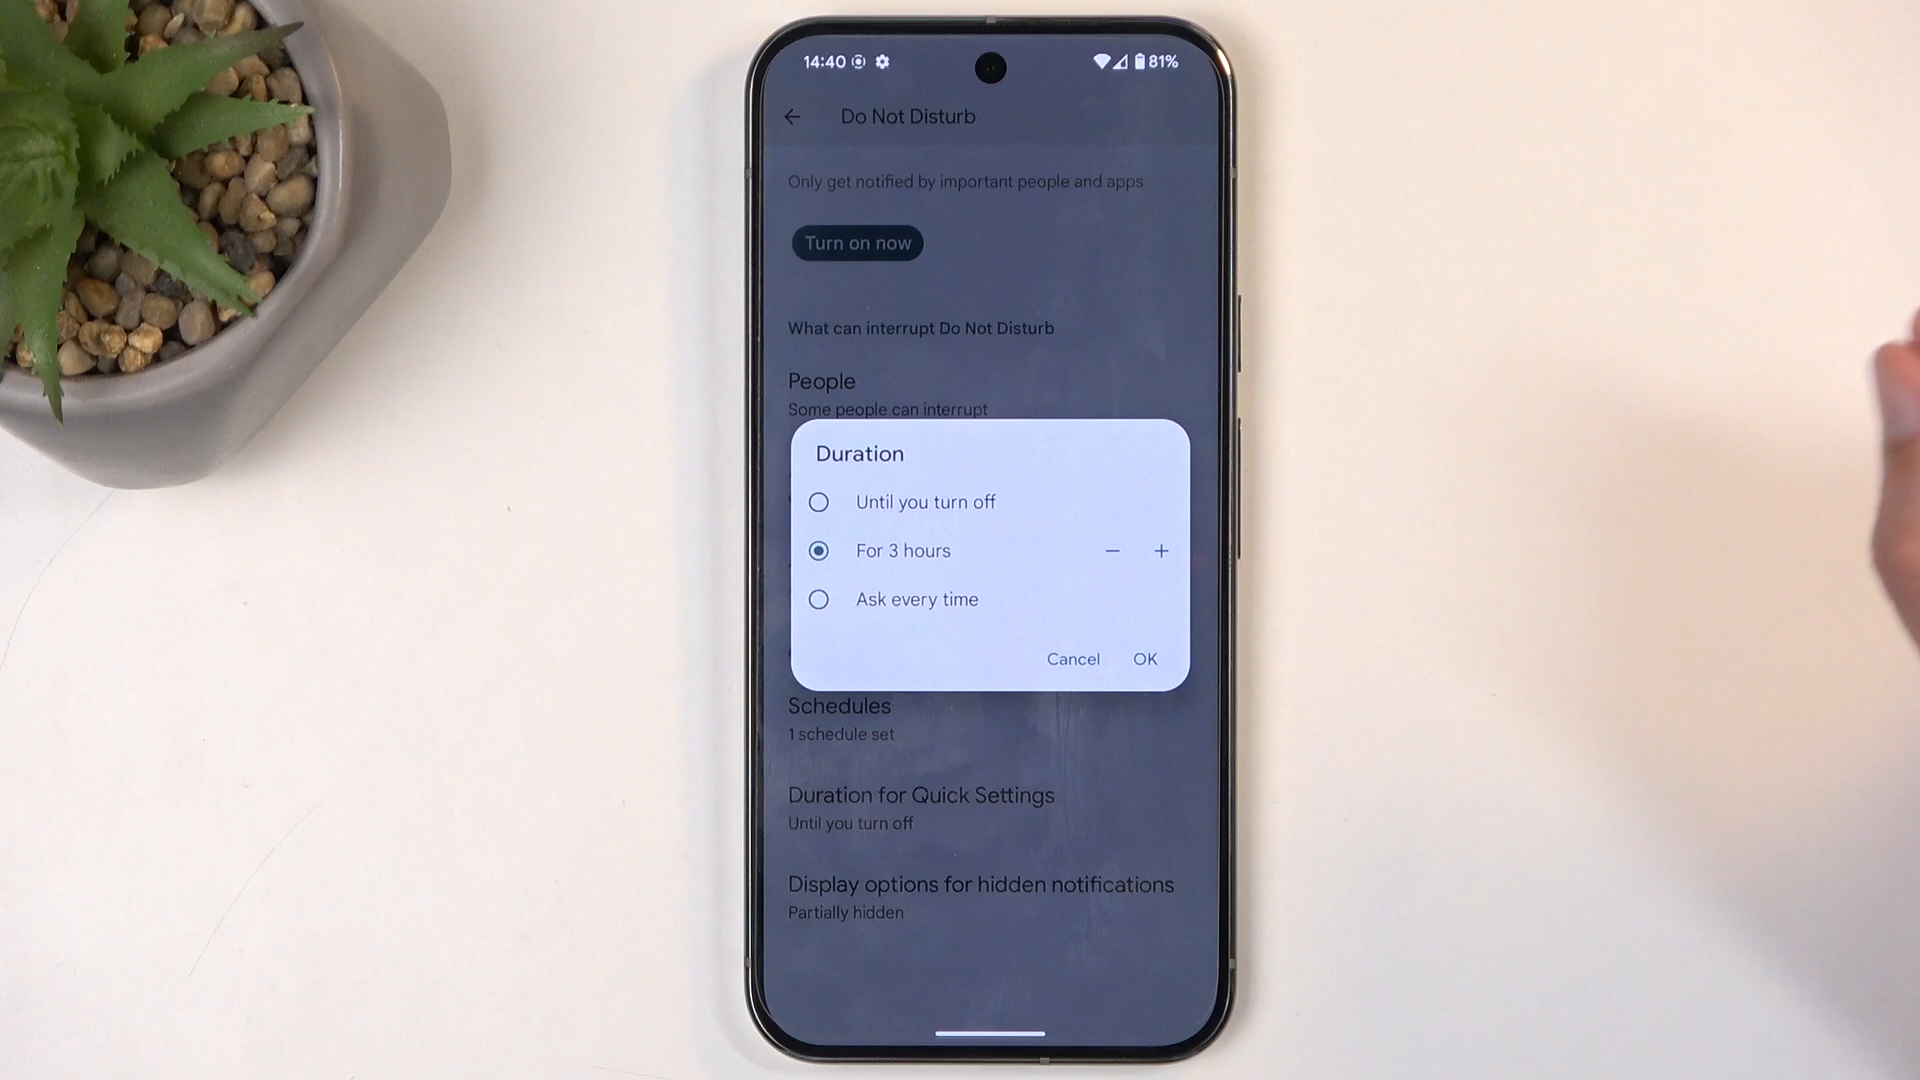 14:40 81%
Do Not Disturb
Only get notified by important people and apps
Turn on now
What can interrupt Do Not Disturb
People
Some people can interrupt
Duration
Until you turn off
For 3 hours − +
Ask every time
Cancel OK
Schedules
1 schedule set
Duration for Quick Settings
Until you turn off
Display options for hidden notifications
Partially hidden